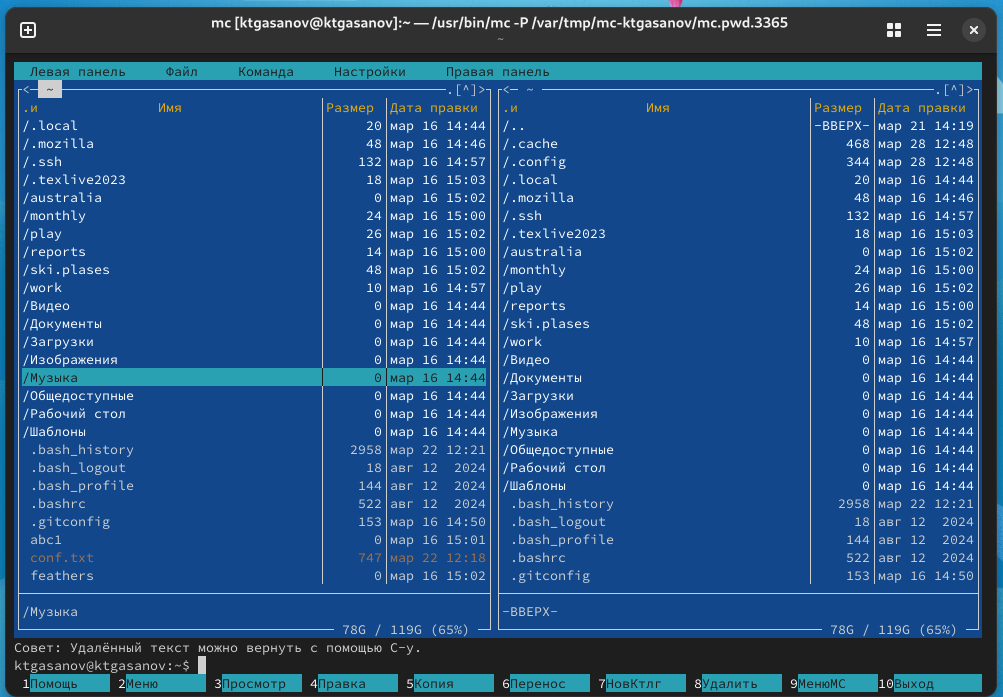 mc [ktgasanov@ktgasanov]:~ — /usr/bin/mc -P /var/tmp/mc-ktgasanov/mc.pwd.3365
~
Левая панель Файл Команда Настройки Правая панель
<— ~ .[^]> <— ~ .[^]>
.и Имя Размер Дата правки .и Имя Размер Дата правки
/.local 20 мар 16 14:44 /.. -ВВЕРХ- мар 21 14:19
/.mozilla 48 мар 16 14:46 /.cache 468 мар 28 12:48
/.ssh 132 мар 16 14:57 /.config 344 мар 28 12:48
/.texlive2023 18 мар 16 15:03 /.local 20 мар 16 14:44
/australia 0 мар 16 15:02 /.mozilla 48 мар 16 14:46
/monthly 24 мар 16 15:00 /.ssh 132 мар 16 14:57
/play 26 мар 16 15:02 /.texlive2023 18 мар 16 15:03
/reports 14 мар 16 15:00 /australia 0 мар 16 15:02
/ski.plases 48 мар 16 15:02 /monthly 24 мар 16 15:00
/work 10 мар 16 14:57 /play 26 мар 16 15:02
/Видео 0 мар 16 14:44 /reports 14 мар 16 15:00
/Документы 0 мар 16 14:44 /ski.plases 48 мар 16 15:02
/Загрузки 0 мар 16 14:44 /work 10 мар 16 14:57
/Изображения 0 мар 16 14:44 /Видео 0 мар 16 14:44
/Музыка 0 мар 16 14:44 /Документы 0 мар 16 14:44
/Общедоступные 0 мар 16 14:44 /Загрузки 0 мар 16 14:44
/Рабочий стол 0 мар 16 14:44 /Изображения 0 мар 16 14:44
/Шаблоны 0 мар 16 14:44 /Музыка 0 мар 16 14:44
.bash_history 2958 мар 22 12:21 /Общедоступные 0 мар 16 14:44
.bash_logout 18 авг 12 2024 /Рабочий стол 0 мар 16 14:44
.bash_profile 144 авг 12 2024 /Шаблоны 0 мар 16 14:44
.bashrc 522 авг 12 2024 .bash_history 2958 мар 22 12:21
.gitconfig 153 мар 16 14:50 .bash_logout 18 авг 12 2024
abc1 0 мар 16 15:01 .bash_profile 144 авг 12 2024
conf.txt 747 мар 22 12:18 .bashrc 522 авг 12 2024
feathers 0 мар 16 15:02 .gitconfig 153 мар 16 14:50
/Музыка -ВВЕРХ-
78G / 119G (65%) 78G / 119G (65%)
Совет: Удалённый текст можно вернуть с помощью C-y.
ktgasanov@ktgasanov:~$
1Помощь 2Меню 3Просмотр 4Правка 5Копия 6Перенос 7НовКтлг 8Удалить 9МенюMC 10Выход